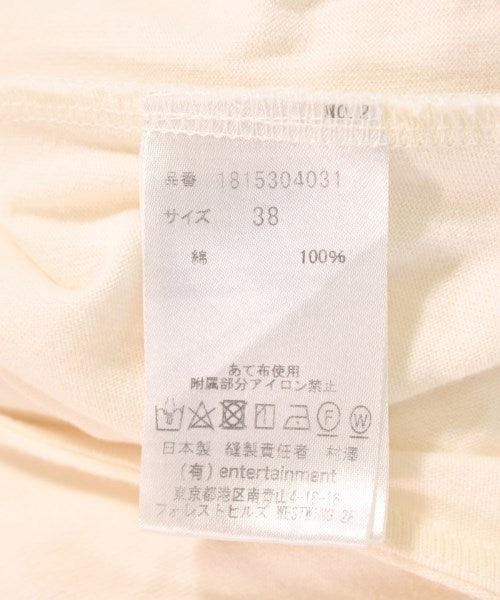 NO.2
品番 1815304031
サイズ 38
綿 100%
あて布使用
附属部分アイロン禁止
F W
日本製 縫製責任者 村澤
(有) entertainment
東京都港区南青山4-18-16
フォレストヒルズ WESTWING 2F